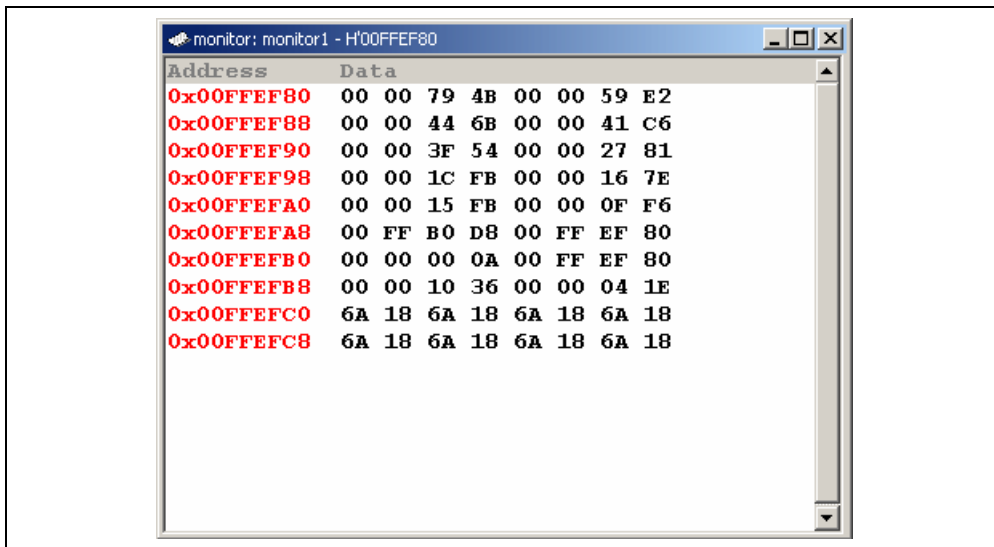 monitor: monitor1 - H'00FFEF80
Address Data
0x00FFEF80 00 00 79 4B 00 00 59 E2
0x00FFEF88 00 00 44 6B 00 00 41 C6
0x00FFEF90 00 00 3F 54 00 00 27 81
0x00FFEF98 00 00 1C FB 00 00 16 7E
0x00FFEFA0 00 00 15 FB 00 00 0F F6
0x00FFEFA8 00 FF B0 D8 00 FF EF 80
0x00FFEFB0 00 00 00 0A 00 FF EF 80
0x00FFEFB8 00 00 10 36 00 00 04 1E
0x00FFEFC0 6A 18 6A 18 6A 18 6A 18
0x00FFEFC8 6A 18 6A 18 6A 18 6A 18